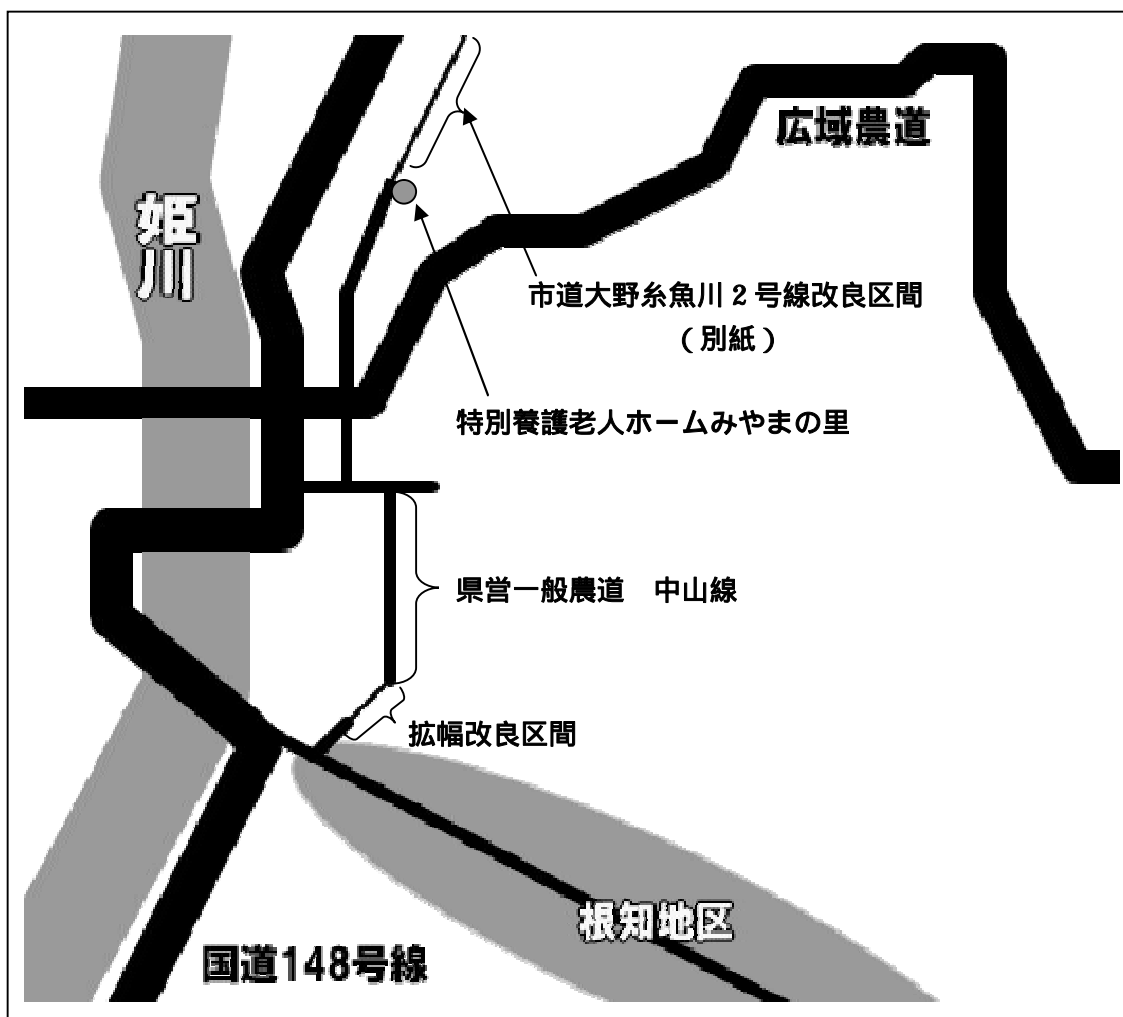 広域農道
姫川
市道大野糸魚川2号線改良区間
(別紙)
特別養護老人ホームみやまの里
県営一般農道　中山線
拡幅改良区間
根知地区
国道148号線